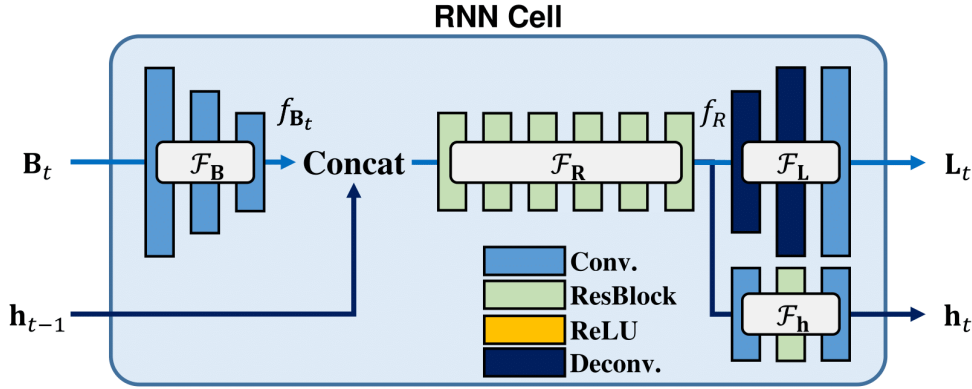 RNN Cell
f_{B_t}
f_R
B_t
ℱ_B
Concat
ℱ_R
ℱ_L
L_t
h_{t−1}
Conv.
ResBlock
ReLU
Deconv.
ℱ_h
h_t